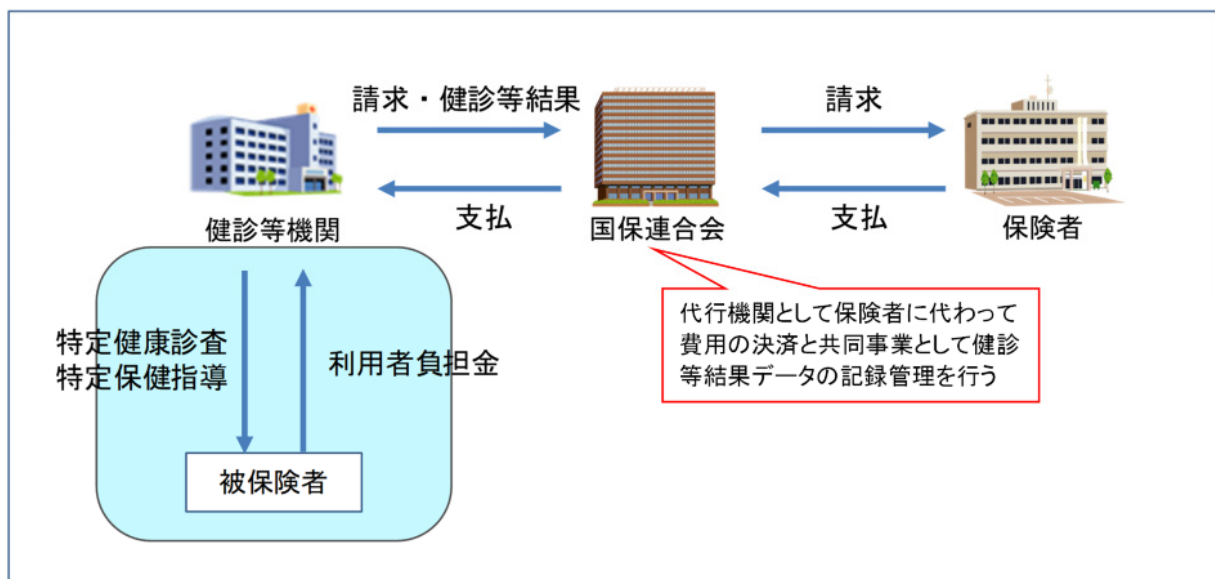 請求・健診等結果
請求
支払
支払
健診等機関
国保連合会
保険者
特定健康診査
特定保健指導
利用者負担金
被保険者
代行機関として保険者に代わって
費用の決済と共同事業として健診
等結果データの記録管理を行う